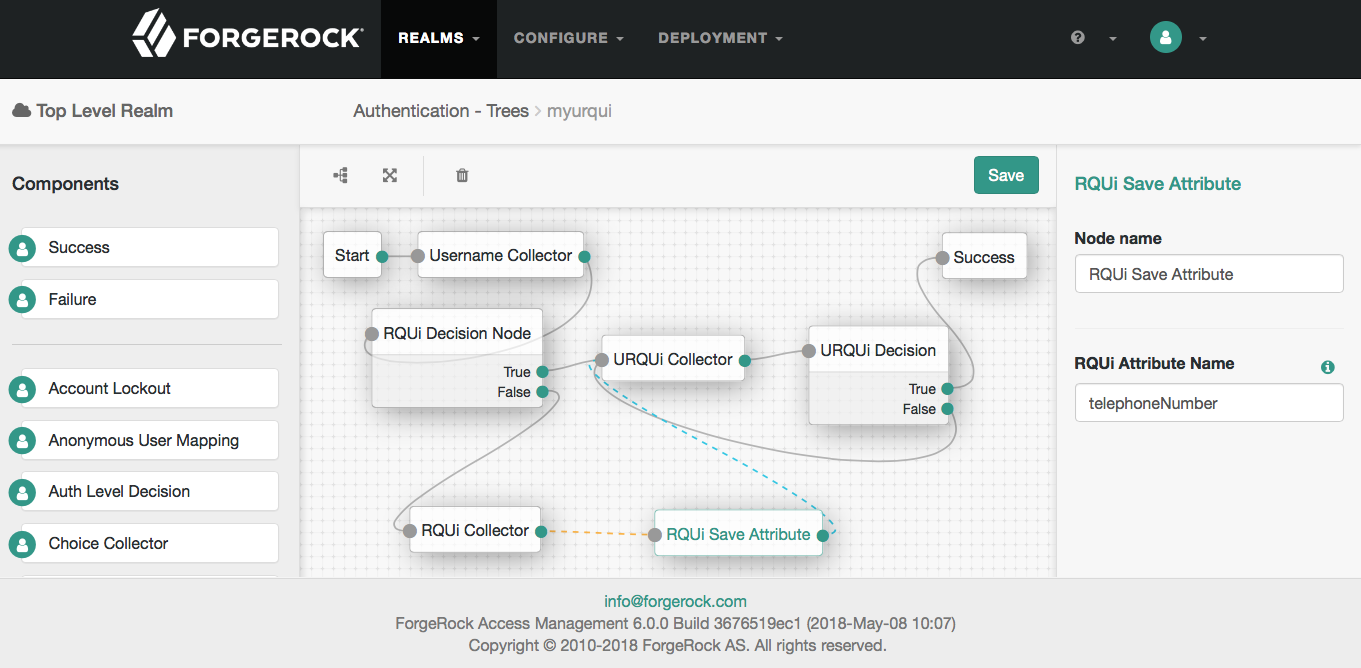 FORGEROCK
REALMS CONFIGURE DEPLOYMENT ?
Top Level Realm
Authentication - Trees > myurqui
Components
Success
Failure
Account Lockout
Anonymous User Mapping
Auth Level Decision
Choice Collector
Save
Start
Username Collector
Success
RQUi Decision Node
True
False
URQUi Collector
URQUi Decision
True
False
RQUi Collector
RQUi Save Attribute
RQUi Save Attribute
Node name
RQUi Save Attribute
RQUi Attribute Name i
telephoneNumber
info@forgerock.com
ForgeRock Access Management 6.0.0 Build 3676519ec1 (2018-May-08 10:07)
Copyright © 2010-2018 ForgeRock AS. All rights reserved.